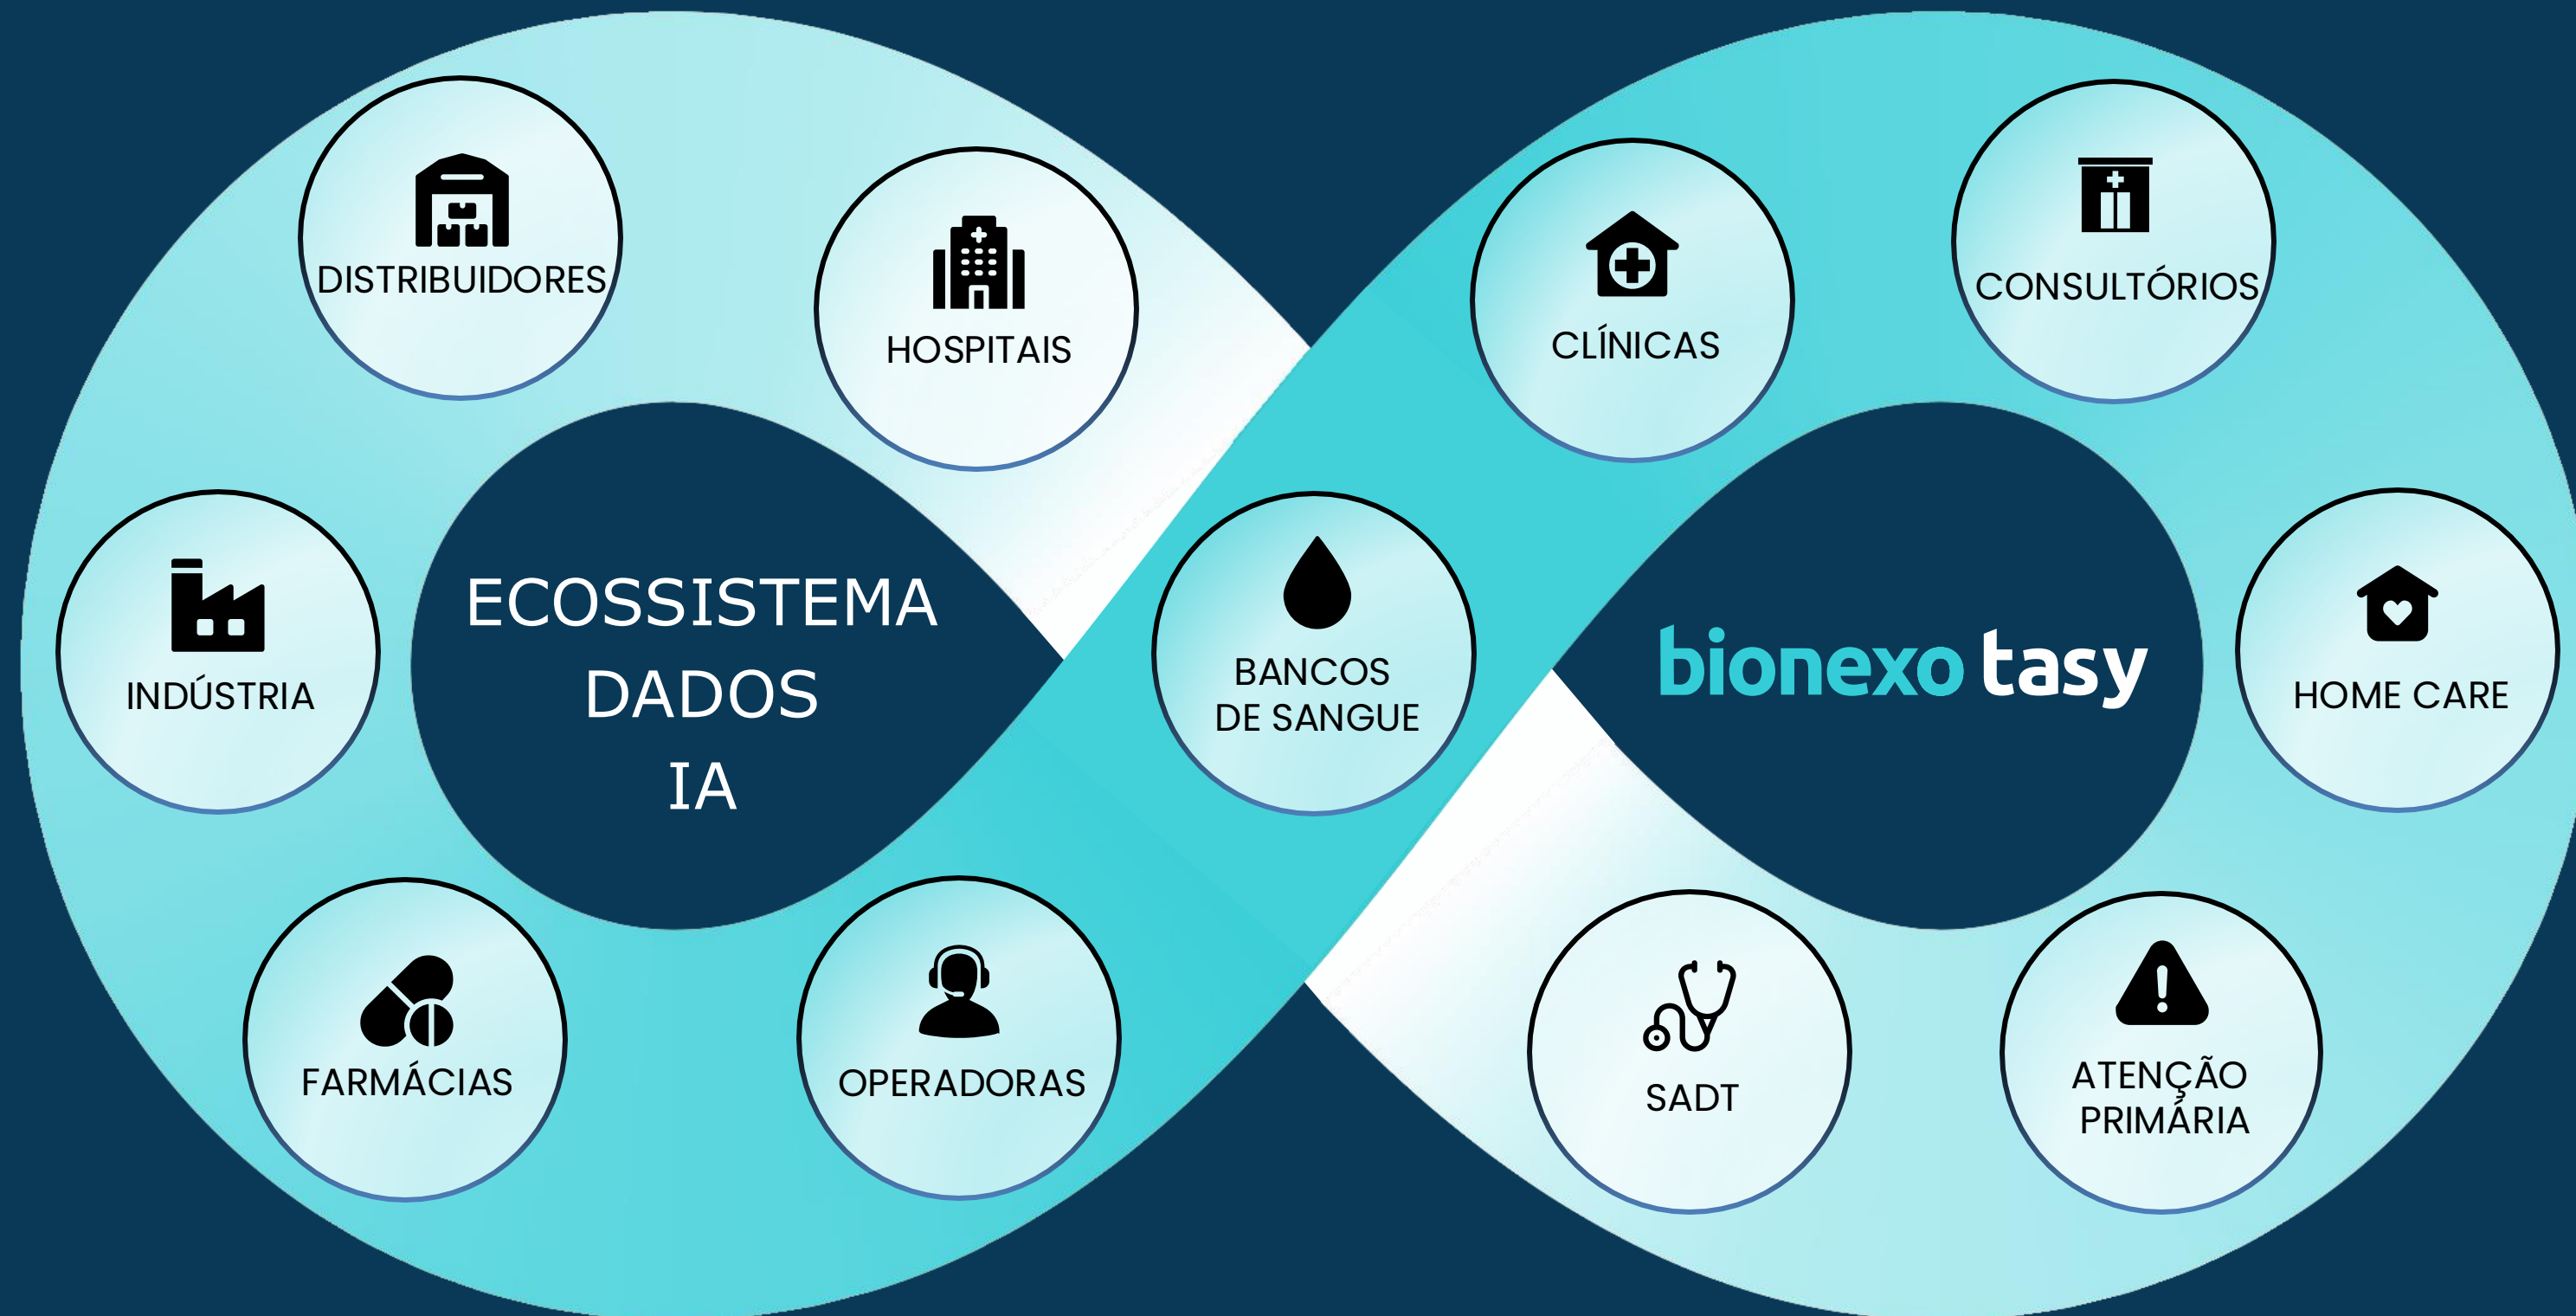 DISTRIBUIDORES
HOSPITAIS
CLÍNICAS
CONSULTÓRIOS
INDÚSTRIA
ECOSSISTEMA
DADOS
IA
BANCOS
DE SANGUE
bionexo tasy
HOME CARE
FARMÁCIAS
OPERADORAS
SADT
ATENÇÃO
PRIMÁRIA